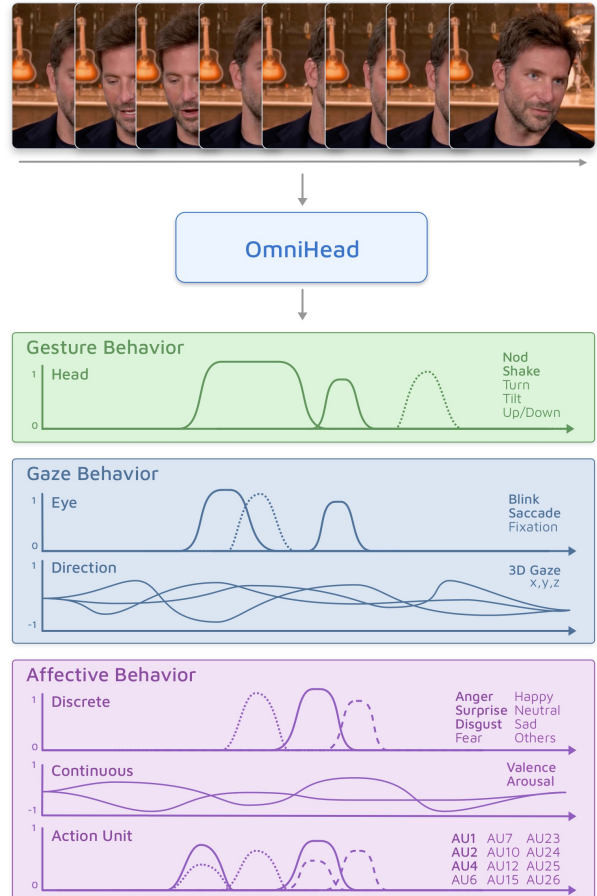 OmniHead
Gesture Behavior
1 Head
0
Nod
Shake
Turn
Tilt
Up/Down
Gaze Behavior
1 Eye
0
Blink
Saccade
Fixation
1 Direction
-1
3D Gaze
x,y,z
Affective Behavior
1 Discrete
0
Anger Happy
Surprise Neutral
Disgust Sad
Fear Others
1 Continuous
-1
Valence
Arousal
1 Action Unit
0
AU1 AU7 AU23
AU2 AU10 AU24
AU4 AU12 AU25
AU6 AU15 AU26